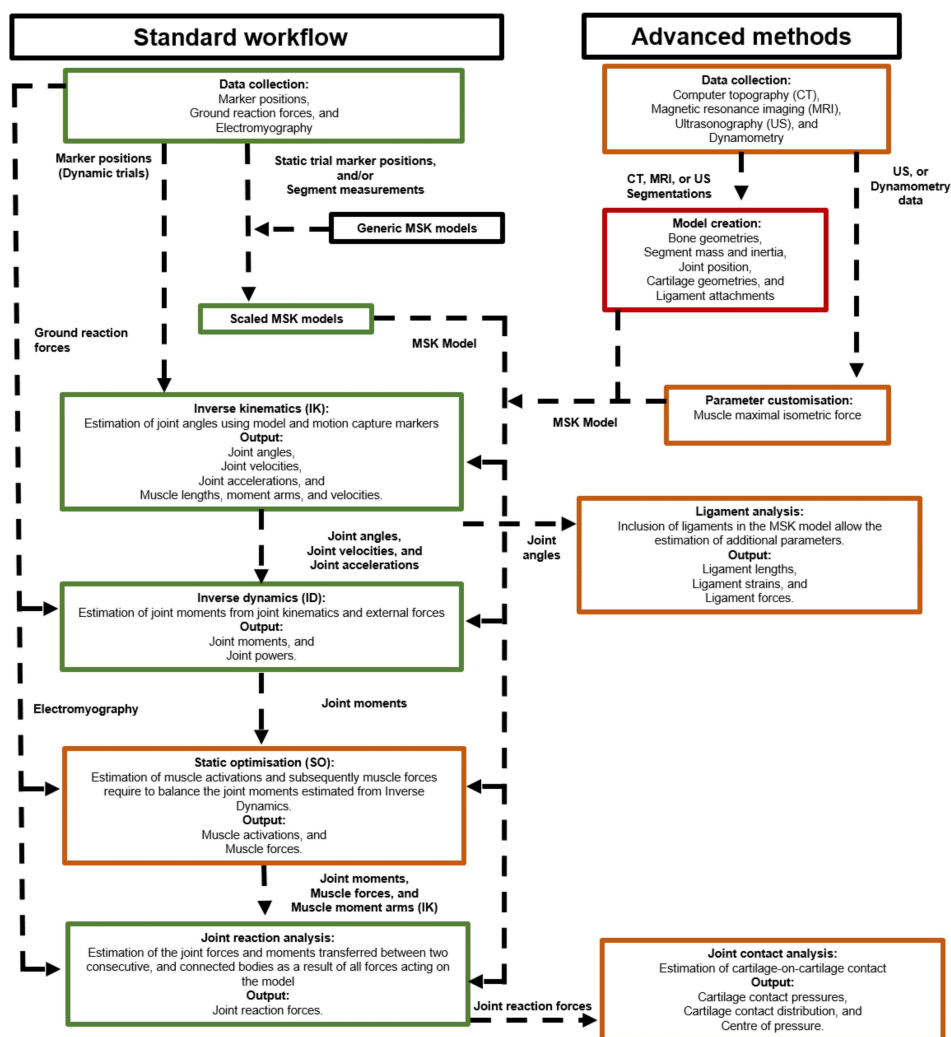 Standard workflow
Advanced methods
Data collection:
Marker positions,
Ground reaction forces, and
Electromyography
Data collection:
Computer topography (CT),
Magnetic resonance imaging (MRI),
Ultrasonography (US), and
Dynamometry
Marker positions
(Dynamic trials)
Static trial marker positions,
and/or
Segment measurements
CT, MRI, or US
Segmentations
US, or
Dynamometry
data
Generic MSK models
Model creation:
Bone geometries,
Segment mass and inertia,
Joint position,
Cartilage geometries, and
Ligament attachments
Scaled MSK models
MSK Model
Ground reaction
forces
Inverse kinematics (IK):
Estimation of joint angles using model and motion capture markers
Output:
Joint angles,
Joint velocities,
Joint accelerations, and
Muscle lengths, moment arms, and velocities.
MSK Model
Parameter customisation:
Muscle maximal isometric force
Joint angles,
Joint velocities, and
Joint accelerations
Joint
angles
Ligament analysis:
Inclusion of ligaments in the MSK model allow the
estimation of additional parameters.
Output:
Ligament lengths,
Ligament strains, and
Ligament forces.
Inverse dynamics (ID):
Estimation of joint moments from joint kinematics and external forces
Output:
Joint moments, and
Joint powers.
Electromyography
Joint moments
Static optimisation (SO):
Estimation of muscle activations and subsequently muscle forces
require to balance the joint moments estimated from Inverse
Dynamics.
Output:
Muscle activations, and
Muscle forces.
Joint moments,
Muscle forces, and
Muscle moment arms (IK)
Joint reaction analysis:
Estimation of the joint forces and moments transferred between two
consecutive, and connected bodies as a result of all forces acting on
the model
Output:
Joint reaction forces.
Joint reaction forces
Joint contact analysis:
Estimation of cartilage-on-cartilage contact
Output:
Cartilage contact pressures,
Cartilage contact distribution, and
Centre of pressure.